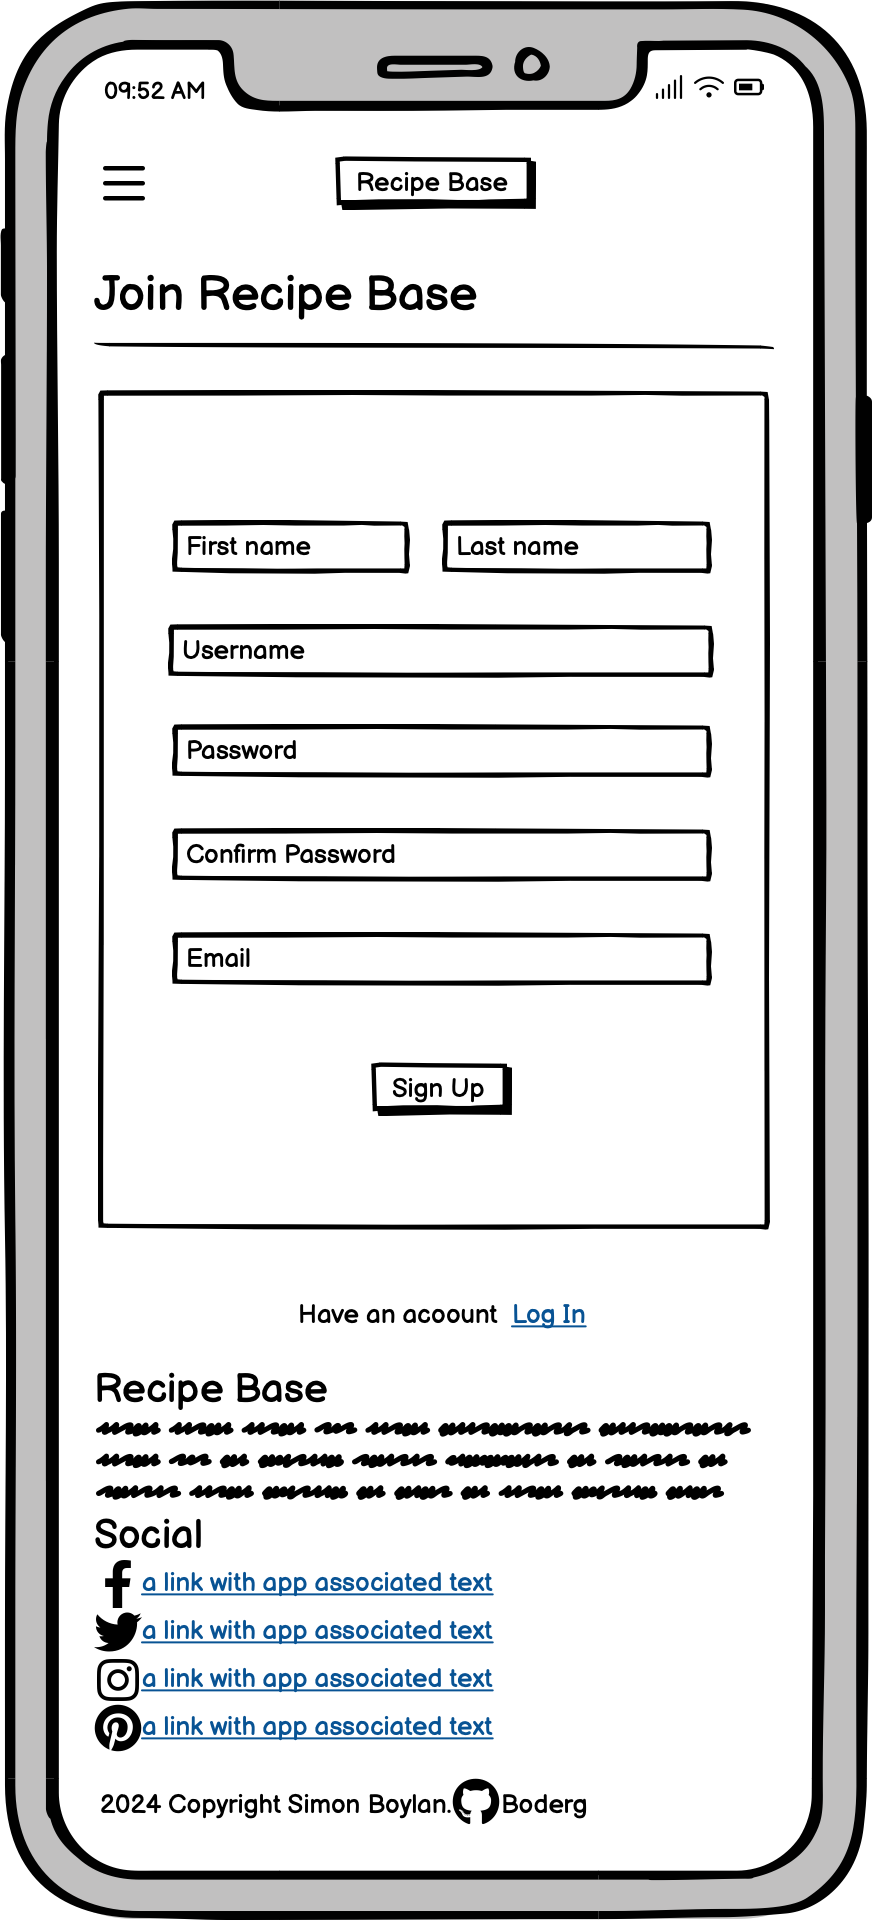 09:52 AM
Recipe Base
Join Recipe Base
First name Last name
Username
Password
Confirm Password
Email
Sign Up
Have an acoount Log In
Recipe Base
Social
a link with app associated text
a link with app associated text
a link with app associated text
a link with app associated text
2024 Copyright Simon Boylan. Boderg